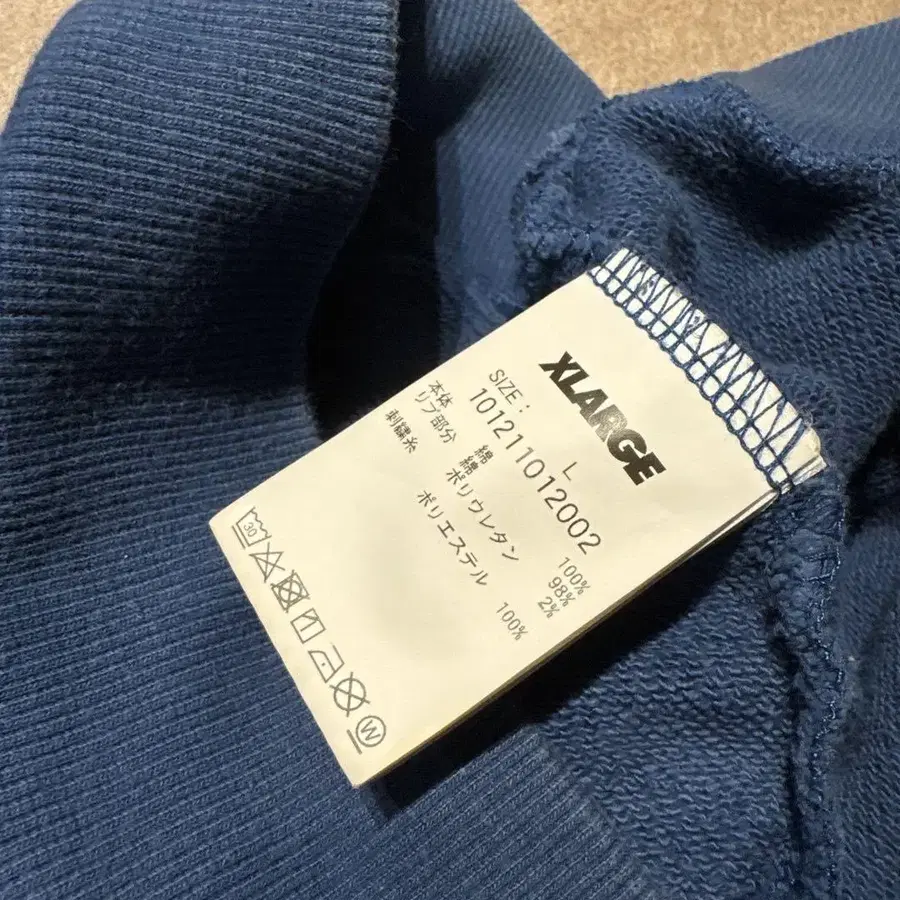 XLARGE
SIZE: L
101211012002
本体 綿 100%
リブ部分 綿 98%
ポリウレタン 2%
刺繍糸 ポリエステル 100%
30
W